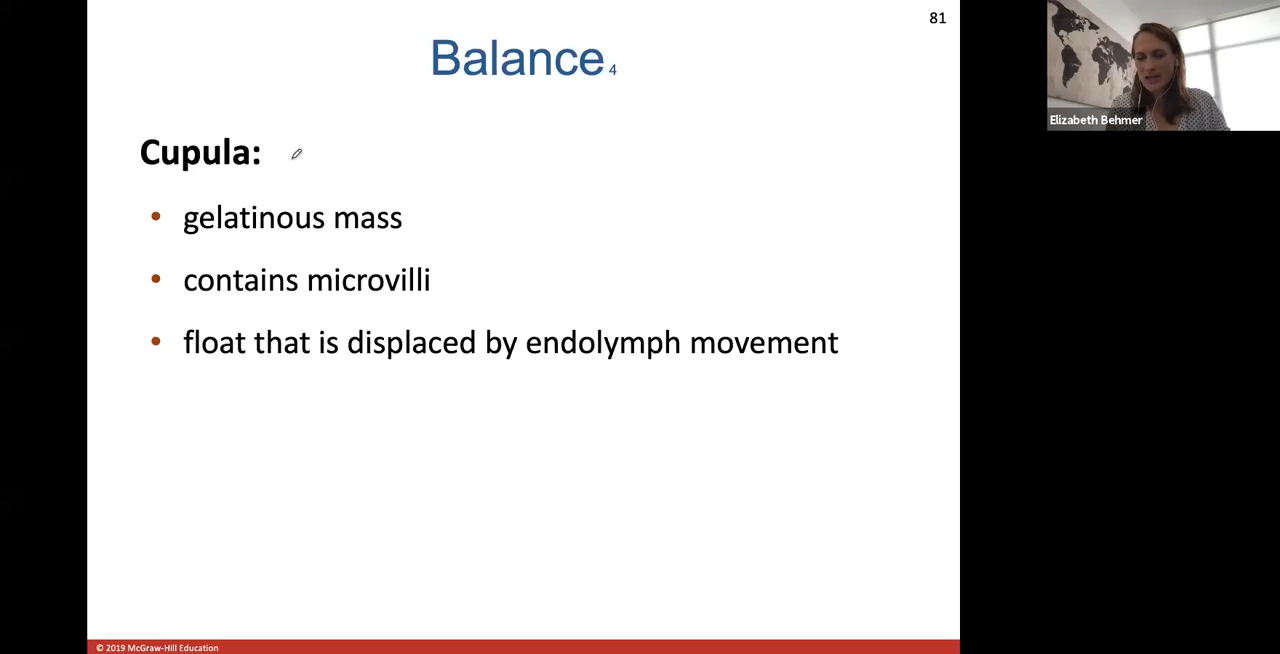 81
Balance 4
Cupula:
• gelatinous mass
• contains microvilli
• float that is displaced by endolymph movement
© 2019 McGraw-Hill Education
Elizabeth Behmer